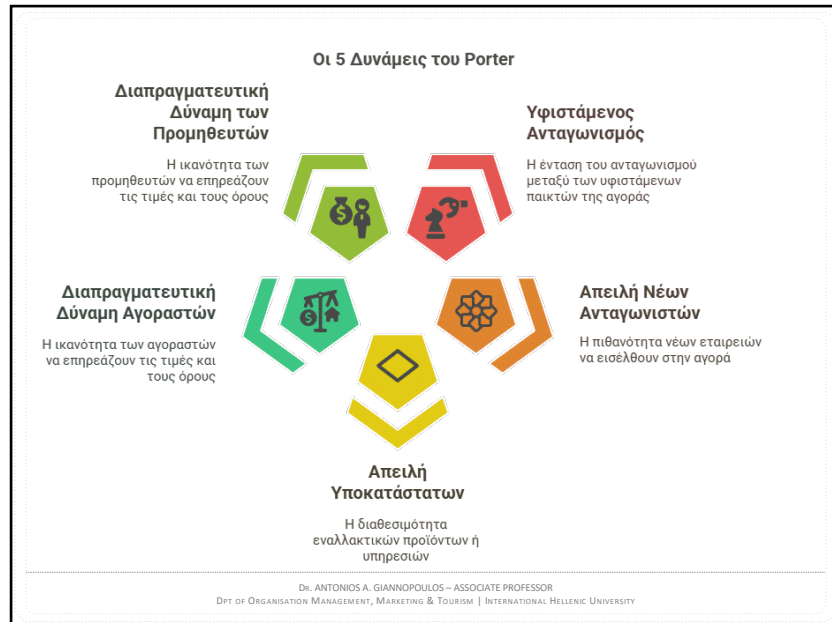 Οι 5 Δυνάμεις του Porter
Διαπραγματευτική
Δύναμη των
Προμηθευτών
Η ικανότητα των
προμηθευτών να επηρεάζουν
τις τιμές και τους όρους
Υφιστάμενος
Ανταγωνισμός
Η ένταση του ανταγωνισμού
μεταξύ των υφιστάμενων
παικτών της αγοράς
Διαπραγματευτική
Δύναμη Αγοραστών
Η ικανότητα των αγοραστών
να επηρεάζουν τις τιμές και
τους όρους
Απειλή Νέων
Ανταγωνιστών
Η πιθανότητα νέων εταιρειών
να εισέλθουν στην αγορά
Απειλή
Υποκατάστατων
Η διαθεσιμότητα
εναλλακτικών προϊόντων ή
υπηρεσιών
DR. ANTONIOS A. GIANNOPOULOS – ASSOCIATE PROFESSOR
DPT OF ORGANISATION MANAGEMENT, MARKETING & TOURISM | INTERNATIONAL HELLENIC UNIVERSITY